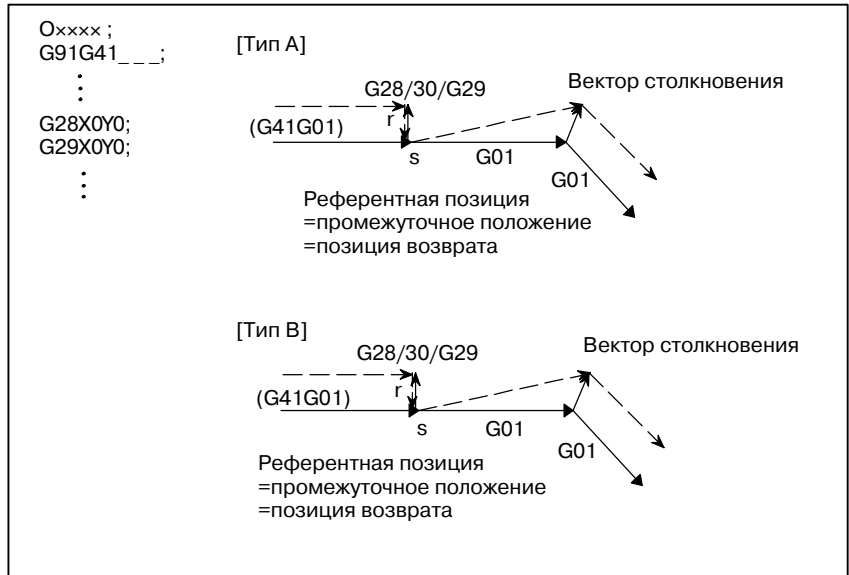 O×××× ;
G91G41_ _ _;
G28X0Y0;
G29X0Y0;
[Тип A]
G28/30/G29
Вектор столкновения
(G41G01)
r
s
G01
G01
Референтная позиция
=промежуточное положение
=позиция возврата
[Тип B]
G28/30/G29
Вектор столкновения
(G41G01)
r
s
G01
G01
Референтная позиция
=промежуточное положение
=позиция возврата